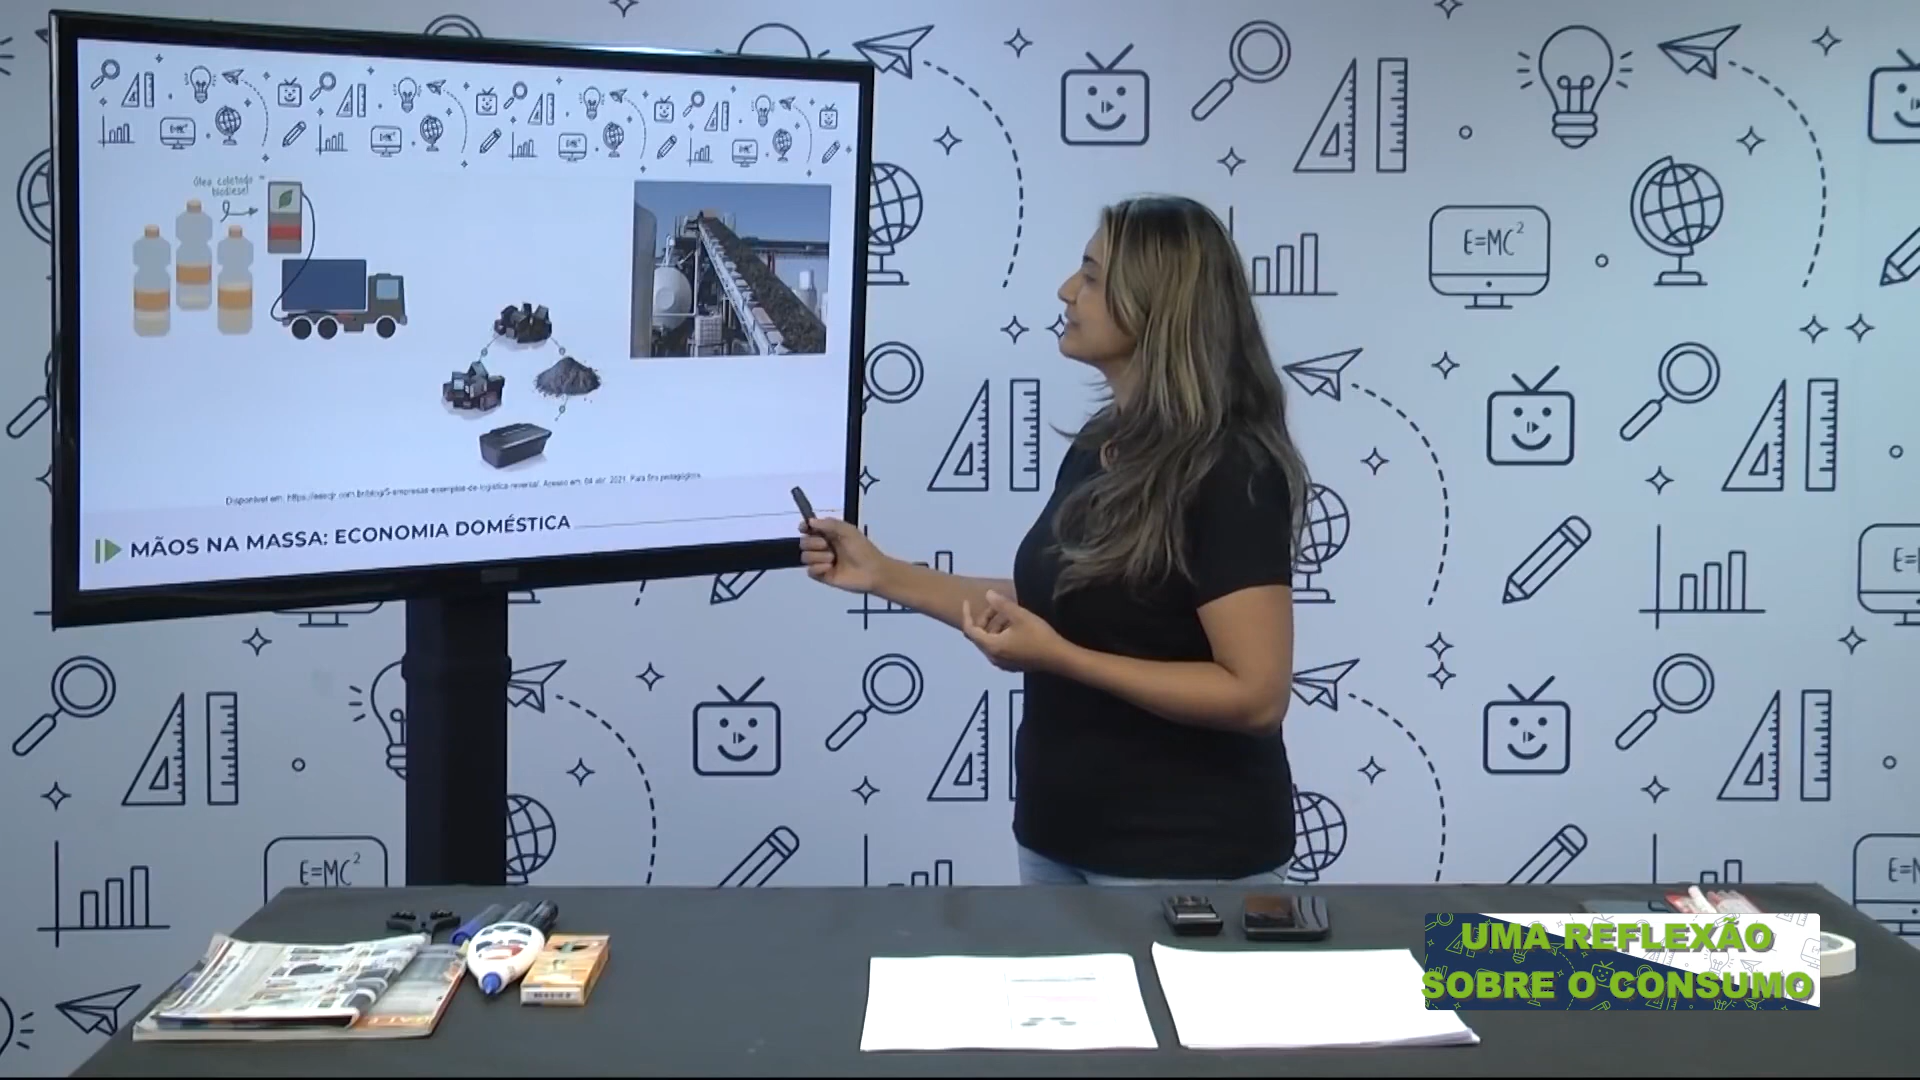 Óleo coletado =
biodiesel
MÃOS NA MASSA: ECONOMIA DOMÉSTICA
E=MC²
E=MC²
UMA REFLEXÃO
SOBRE O CONSUMO